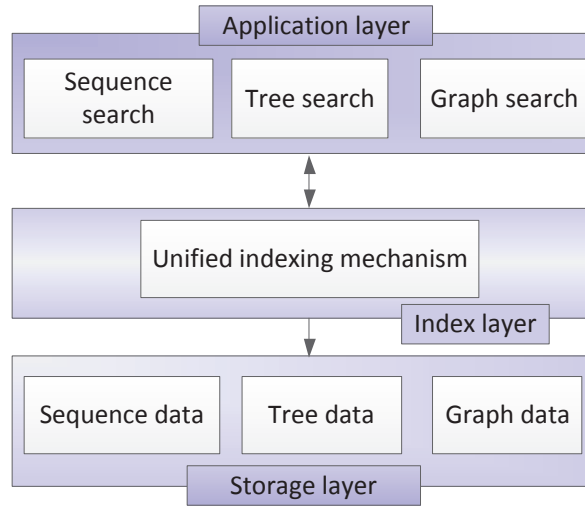 Application layer
Sequence
search
Tree search
Graph search
Unified indexing mechanism
Index layer
Sequence data
Tree data
Graph data
Storage layer